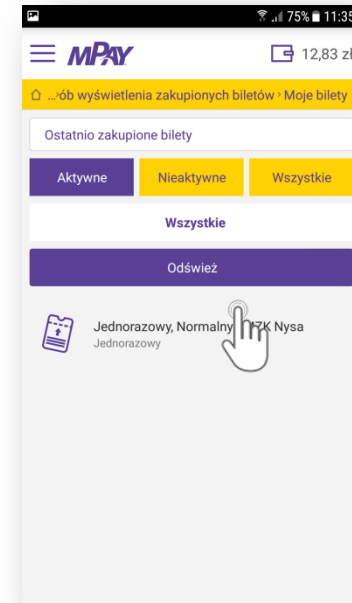 75% 11:35
mPAY 12,83 zł
...ób wyświetlenia zakupionych biletów › Moje bilety
Ostatnio zakupione bilety
Aktywne Nieaktywne Wszystkie
Wszystkie
Odśwież
Jednorazowy, Normalny MZK Nysa
Jednorazowy